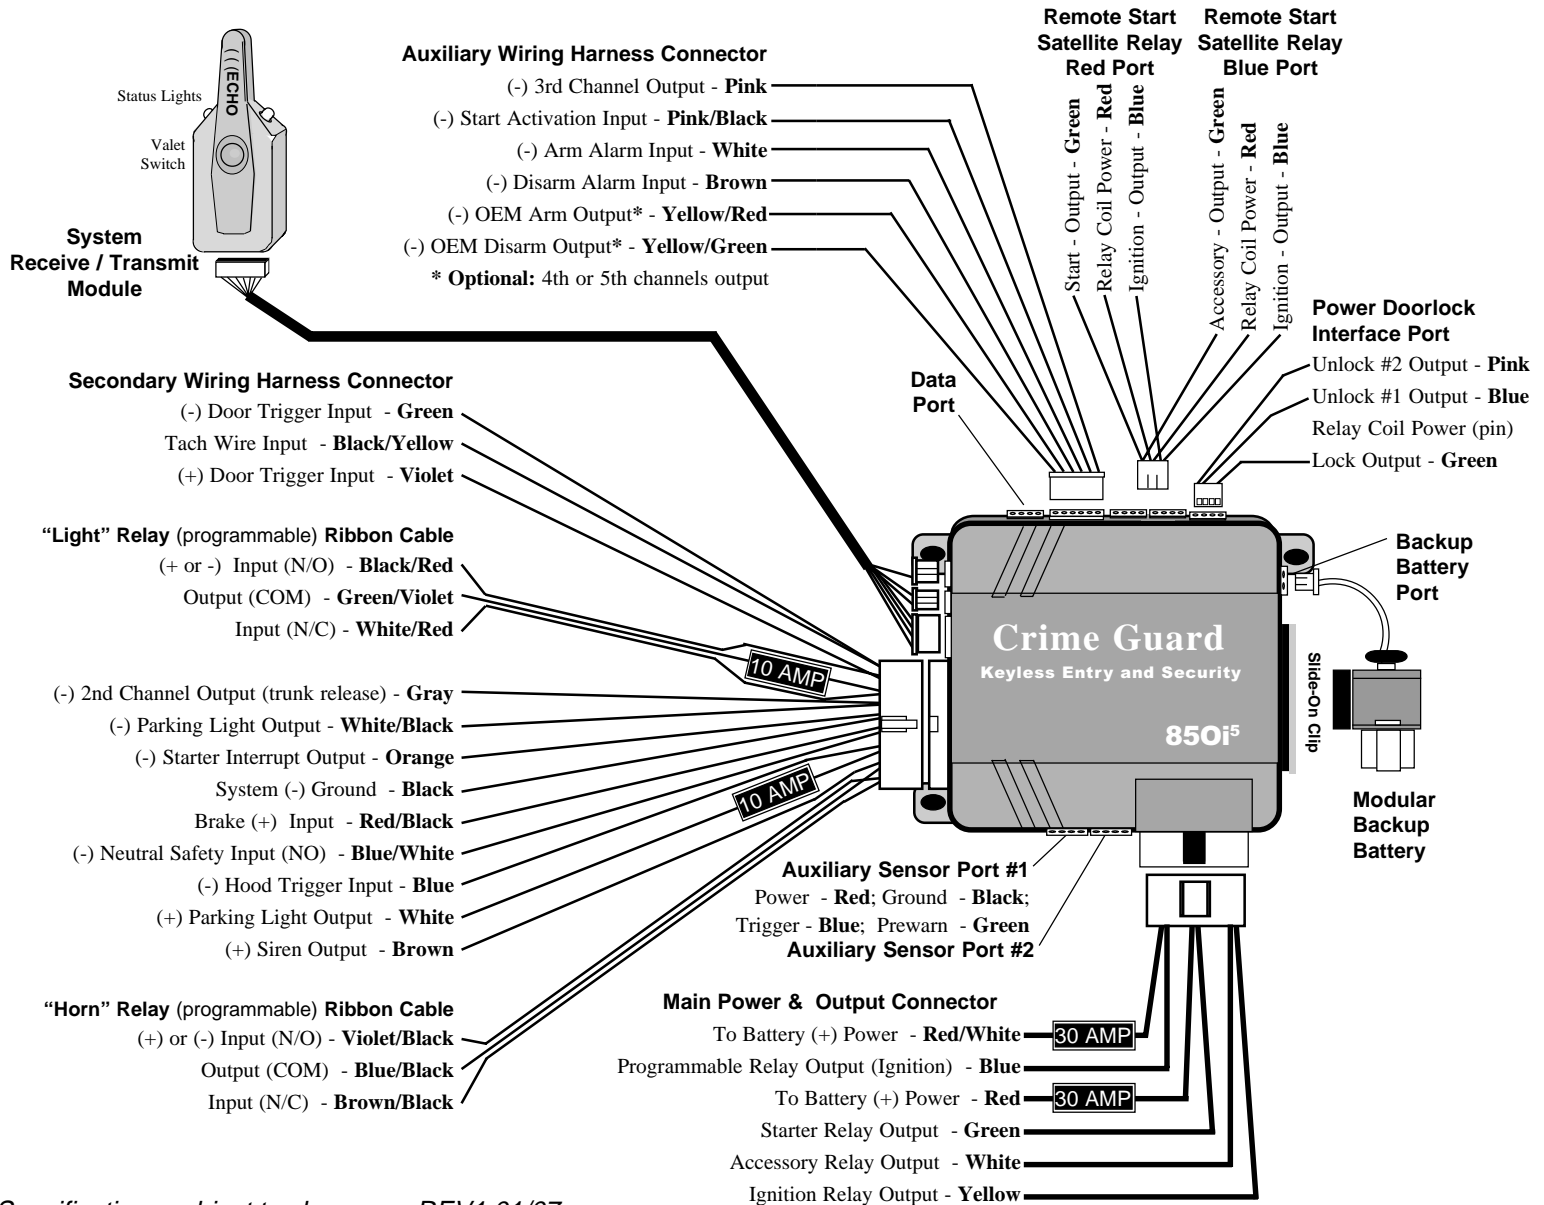 Remote Start
Satellite Relay
Red Port
Remote Start
Satellite Relay
Blue Port
Auxiliary Wiring Harness Connector
(-) 3rd Channel Output - Pink
(-) Start Activation Input - Pink/Black
(-) Arm Alarm Input - White
(-) Disarm Alarm Input - Brown
(-) OEM Arm Output* - Yellow/Red
(-) OEM Disarm Output* - Yellow/Green
* Optional: 4th or 5th channels output
Start - Output - Green
Relay Coil Power - Red
Ignition - Output - Blue
Accessory - Output - Green
Relay Coil Power - Red
Ignition - Output - Blue
(((ECHO
Status Lights
Valet
Switch
System
Receive / Transmit
Module
Power Doorlock
Interface Port
Unlock #2 Output - Pink
Unlock #1 Output - Blue
Relay Coil Power (pin)
Lock Output - Green
Data
Port
Secondary Wiring Harness Connector
(-) Door Trigger Input - Green
Tach Wire Input - Black/Yellow
(+) Door Trigger Input - Violet
“Light” Relay (programmable) Ribbon Cable
(+ or -) Input (N/O) - Black/Red
Output (COM) - Green/Violet
Input (N/C) - White/Red
10 AMP
Backup
Battery
Port
Crime Guard
Keyless Entry and Security
850i5
Slide-On Clip
Modular
Backup
Battery
(-) 2nd Channel Output (trunk release) - Gray
(-) Parking Light Output - White/Black
(-) Starter Interrupt Output - Orange
System (-) Ground - Black
Brake (+) Input - Red/Black
(-) Neutral Safety Input (NO) - Blue/White
(-) Hood Trigger Input - Blue
(+) Parking Light Output - White
(+) Siren Output - Brown
10 AMP
Auxiliary Sensor Port #1
Power - Red; Ground - Black;
Trigger - Blue; Prewarn - Green
Auxiliary Sensor Port #2
“Horn” Relay (programmable) Ribbon Cable
(+) or (-) Input (N/O) - Violet/Black
Output (COM) - Blue/Black
Input (N/C) - Brown/Black
Main Power & Output Connector
To Battery (+) Power - Red/White
30 AMP
Programmable Relay Output (Ignition) - Blue
To Battery (+) Power - Red
30 AMP
Starter Relay Output - Green
Accessory Relay Output - White
Ignition Relay Output - Yellow